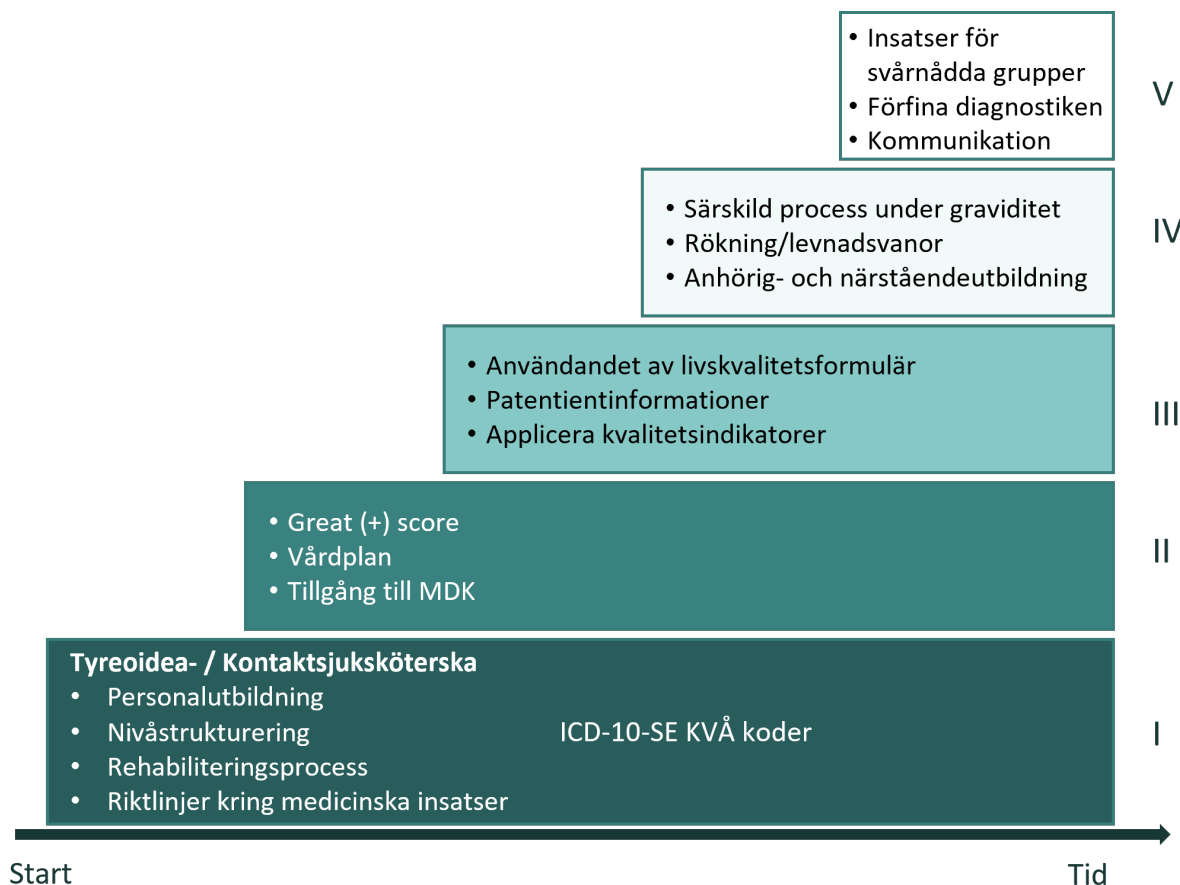 • Insatser för
svårnådda grupper
• Förfina diagnostiken
• Kommunikation
V
• Särskild process under graviditet
• Rökning/levnadsvanor
• Anhörig- och närståendeutbildning
IV
• Användandet av livskvalitetsformulär
• Patentientinformationer
• Applicera kvalitetsindikatorer
III
• Great (+) score
• Vårdplan
• Tillgång till MDK
II
Tyreoidea- / Kontaktsjuksköterska
• Personalutbildning
• Nivåstrukturering
• Rehabiliteringsprocess
• Riktlinjer kring medicinska insatser
ICD-10-SE KVÅ koder
I
Start
Tid